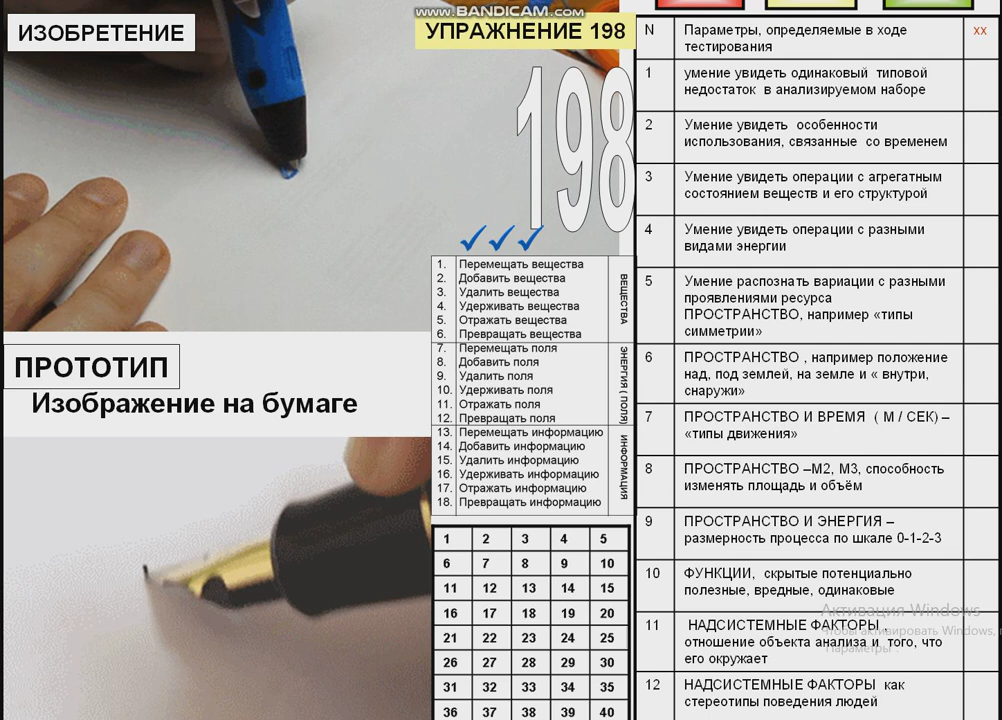 www.BANDICAM.com
ИЗОБРЕТЕНИЕ
УПРАЖНЕНИЕ 198
198
ПРОТОТИП
Изображение на бумаге
1. Перемещать вещества
2. Добавить вещества
3. Удалить вещества
4. Удерживать вещества
5. Отражать вещества
6. Превращать вещества
ВЕЩЕСТВА
7. Перемещать поля
8. Добавить поля
9. Удалить поля
10. Удерживать поля
11. Отражать поля
12. Превращать поля
ЭНЕРГИЯ ( ПОЛЯ)
13. Перемещать информацию
14. Добавить информацию
15. Удалить информацию
16. Удерживать информацию
17. Отражать информацию
18. Превращать информацию
ИНФОРМАЦИЯ
1 2 3 4 5
6 7 8 9 10
11 12 13 14 15
16 17 18 19 20
21 22 23 24 25
26 27 28 29 30
31 32 33 34 35
36 37 38 39 40
N Параметры, определяемые в ходе xx
тестирования
1 умение увидеть одинаковый типовой
недостаток в анализируемом наборе
2 Умение увидеть особенности
использования, связанные со временем
3 Умение увидеть операции с агрегатным
состоянием веществ и его структурой
4 Умение увидеть операции с разными
видами энергии
5 Умение распознать вариации с разными
проявлениями ресурса
ПРОСТРАНСТВО, например «типы
симметрии»
6 ПРОСТРАНСТВО , например положение
над, под землей, на земле и « внутри,
снаружи»
7 ПРОСТРАНСТВО И ВРЕМЯ ( М / СЕК) –
«типы движения»
8 ПРОСТРАНСТВО –М2, М3, способность
изменять площадь и объём
9 ПРОСТРАНСТВО И ЭНЕРГИЯ –
размерность процесса по шкале 0-1-2-3
10 ФУНКЦИИ, скрытые потенциально
полезные, вредные, одинаковые
11 НАДСИСТЕМНЫЕ ФАКТОРЫ ,
отношение объекта анализа и того, что
его окружает
12 НАДСИСТЕМНЫЕ ФАКТОРЫ как
стереотипы поведения людей
Активация Windows
Чтобы активировать Windows,
"Параметры".